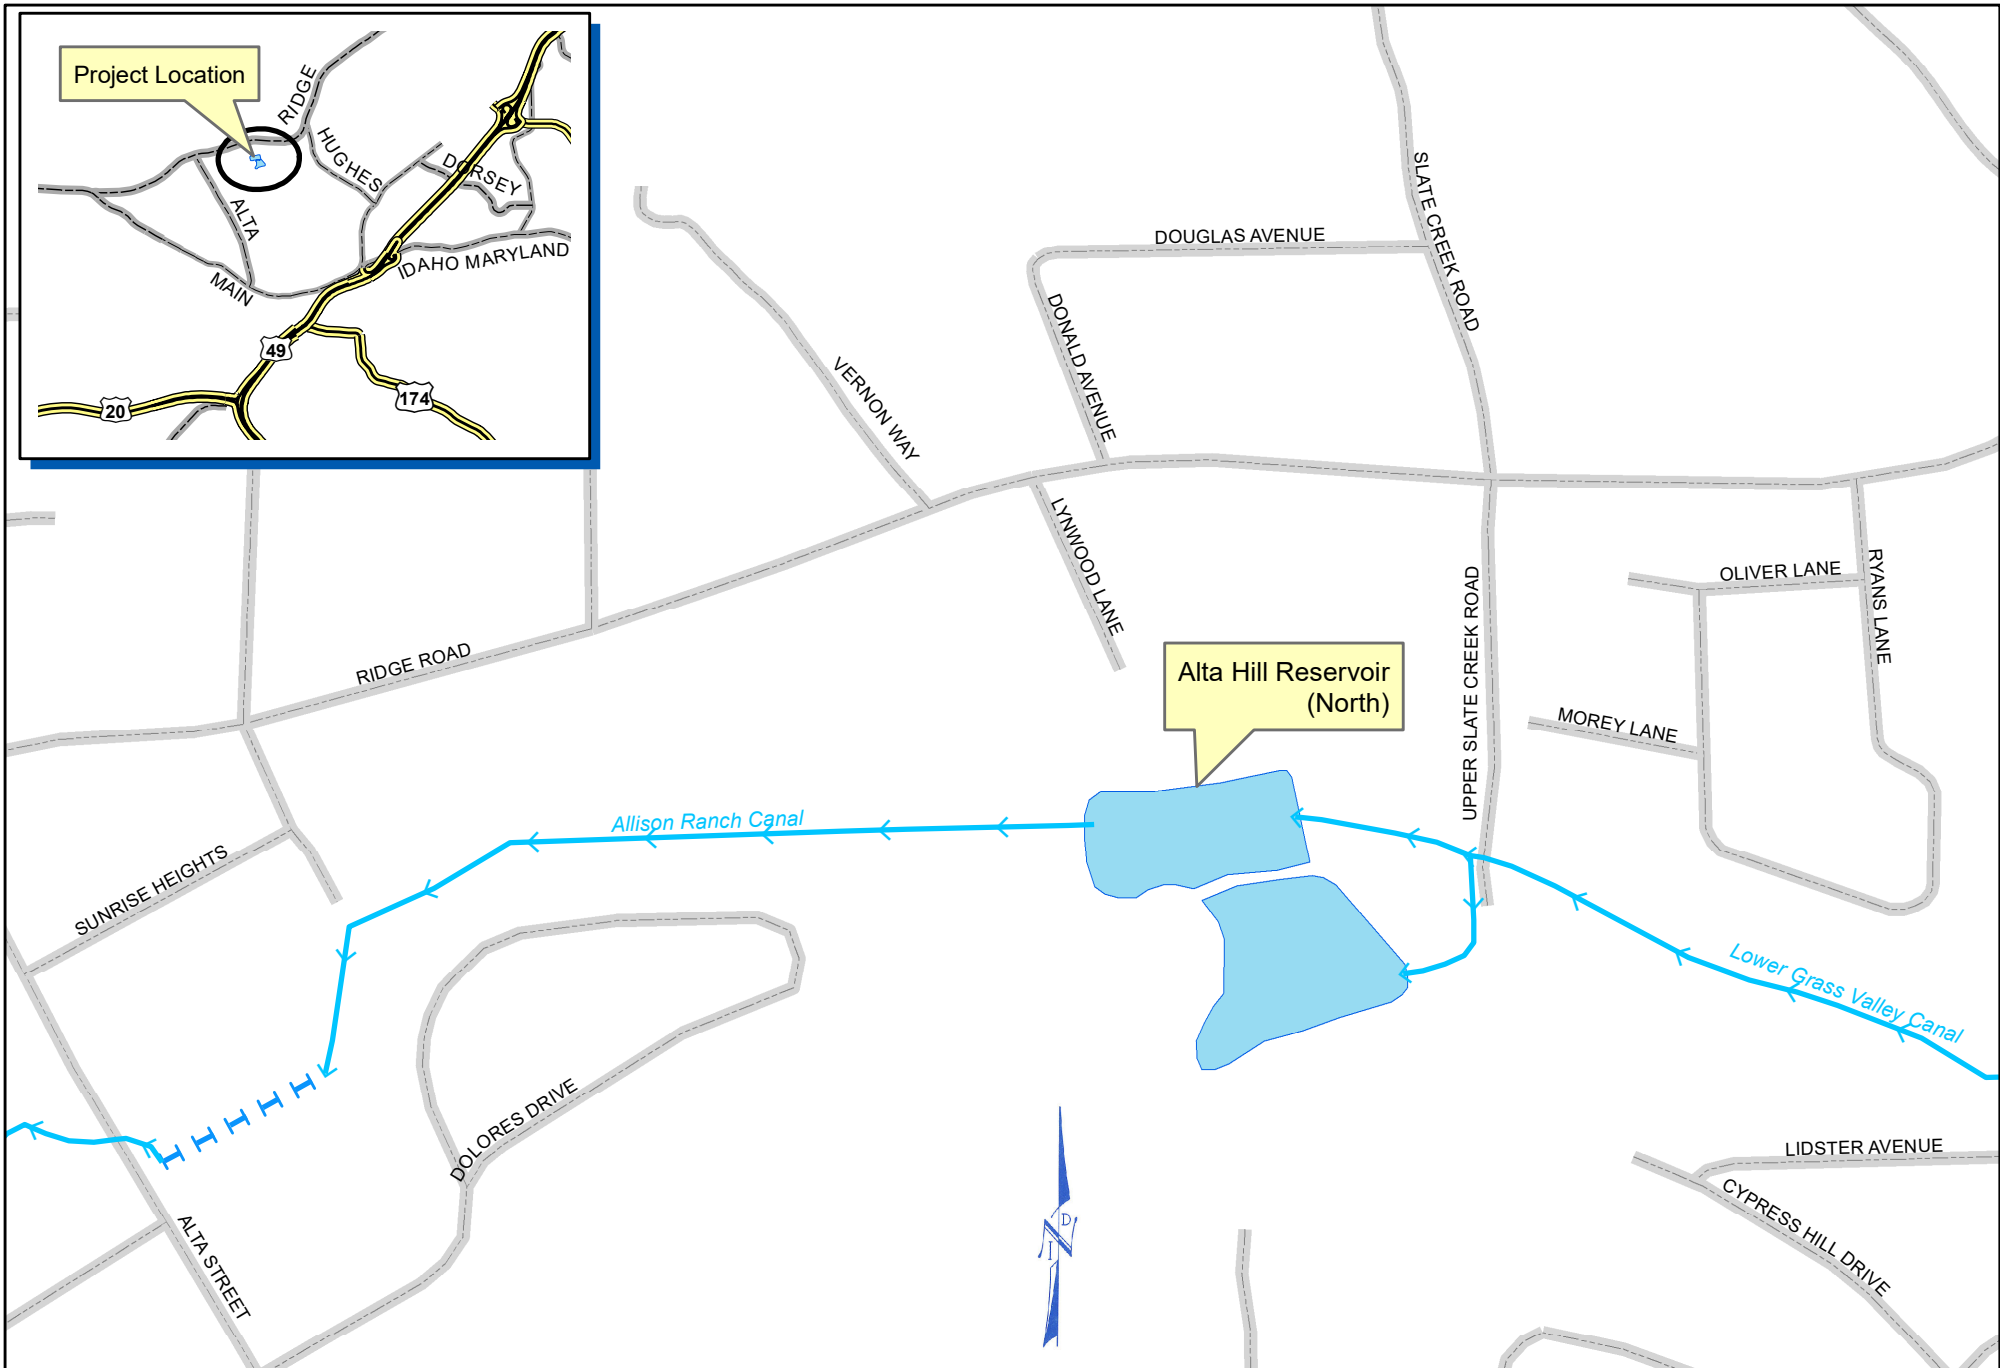 Project Location
RIDGE
HUGHES
DORSEY
ALTA
IDAHO MARYLAND
MAIN
49
174
20
SLATE CREEK ROAD
DOUGLAS AVENUE
DONALD AVENUE
VERNON WAY
LYNWOOD LANE
RIDGE ROAD
UPPER SLATE CREEK ROAD
OLIVER LANE
RYANS LANE
MOREY LANE
Alta Hill Reservoir
(North)
Allison Ranch Canal
SUNRISE HEIGHTS
Lower Grass Valley Canal
DOLORES DRIVE
LIDSTER AVENUE
CYPRESS HILL DRIVE
ALTA STREET
N
I
D